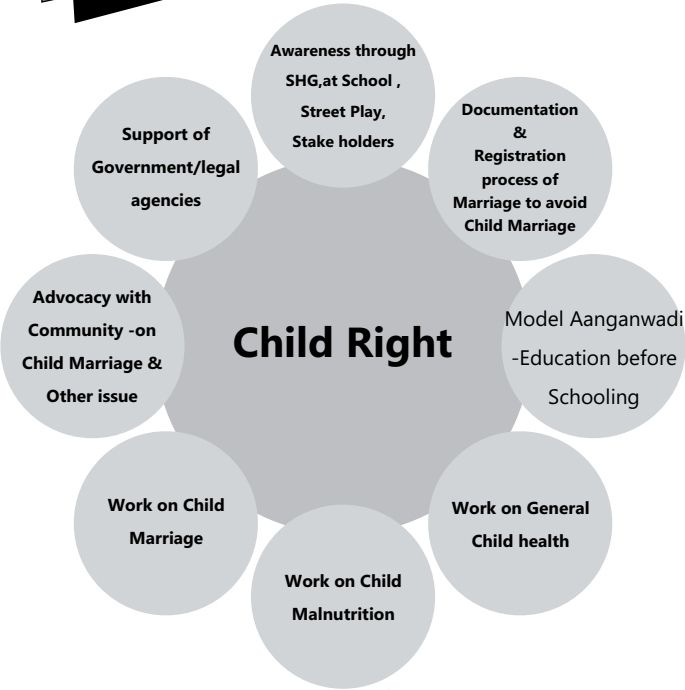 Awareness through
SHG,at School ,
Street Play,
Stake holders
Documentation
&
Registration
process of
Marriage to avoid
Child Marriage
Model Aanganwadi
-Education before
Schooling
Work on General
Child health
Work on Child
Malnutrition
Work on Child
Marriage
Advocacy with
Community -on
Child Marriage &
Other issue
Support of
Government/legal
agencies
Child Right